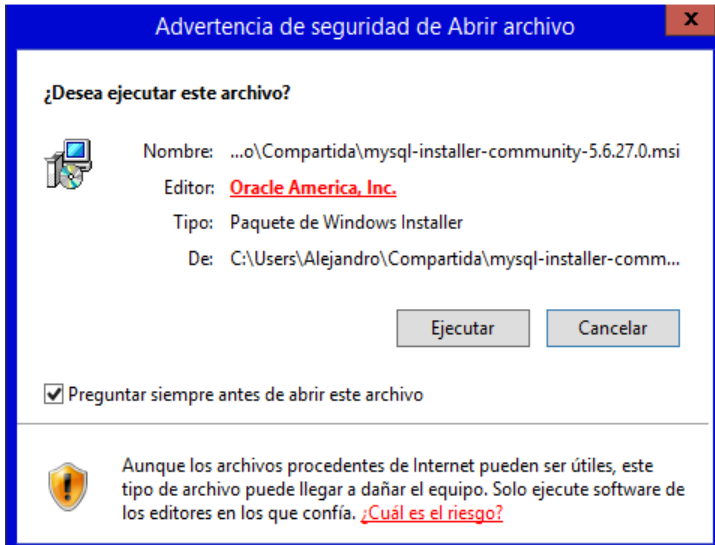 Advertencia de seguridad de Abrir archivo
x
¿Desea ejecutar este archivo?
Nombre: ...o\Compartida\mysql-installer-community-5.6.27.0.msi
Editor: Oracle America, Inc.
Tipo: Paquete de Windows Installer
De: C:\Users\Alejandro\Compartida\mysql-installer-comm...
Ejecutar Cancelar
Preguntar siempre antes de abrir este archivo
Aunque los archivos procedentes de Internet pueden ser útiles, este
tipo de archivo puede llegar a dañar el equipo. Solo ejecute software de
los editores en los que confía. ¿Cuál es el riesgo?